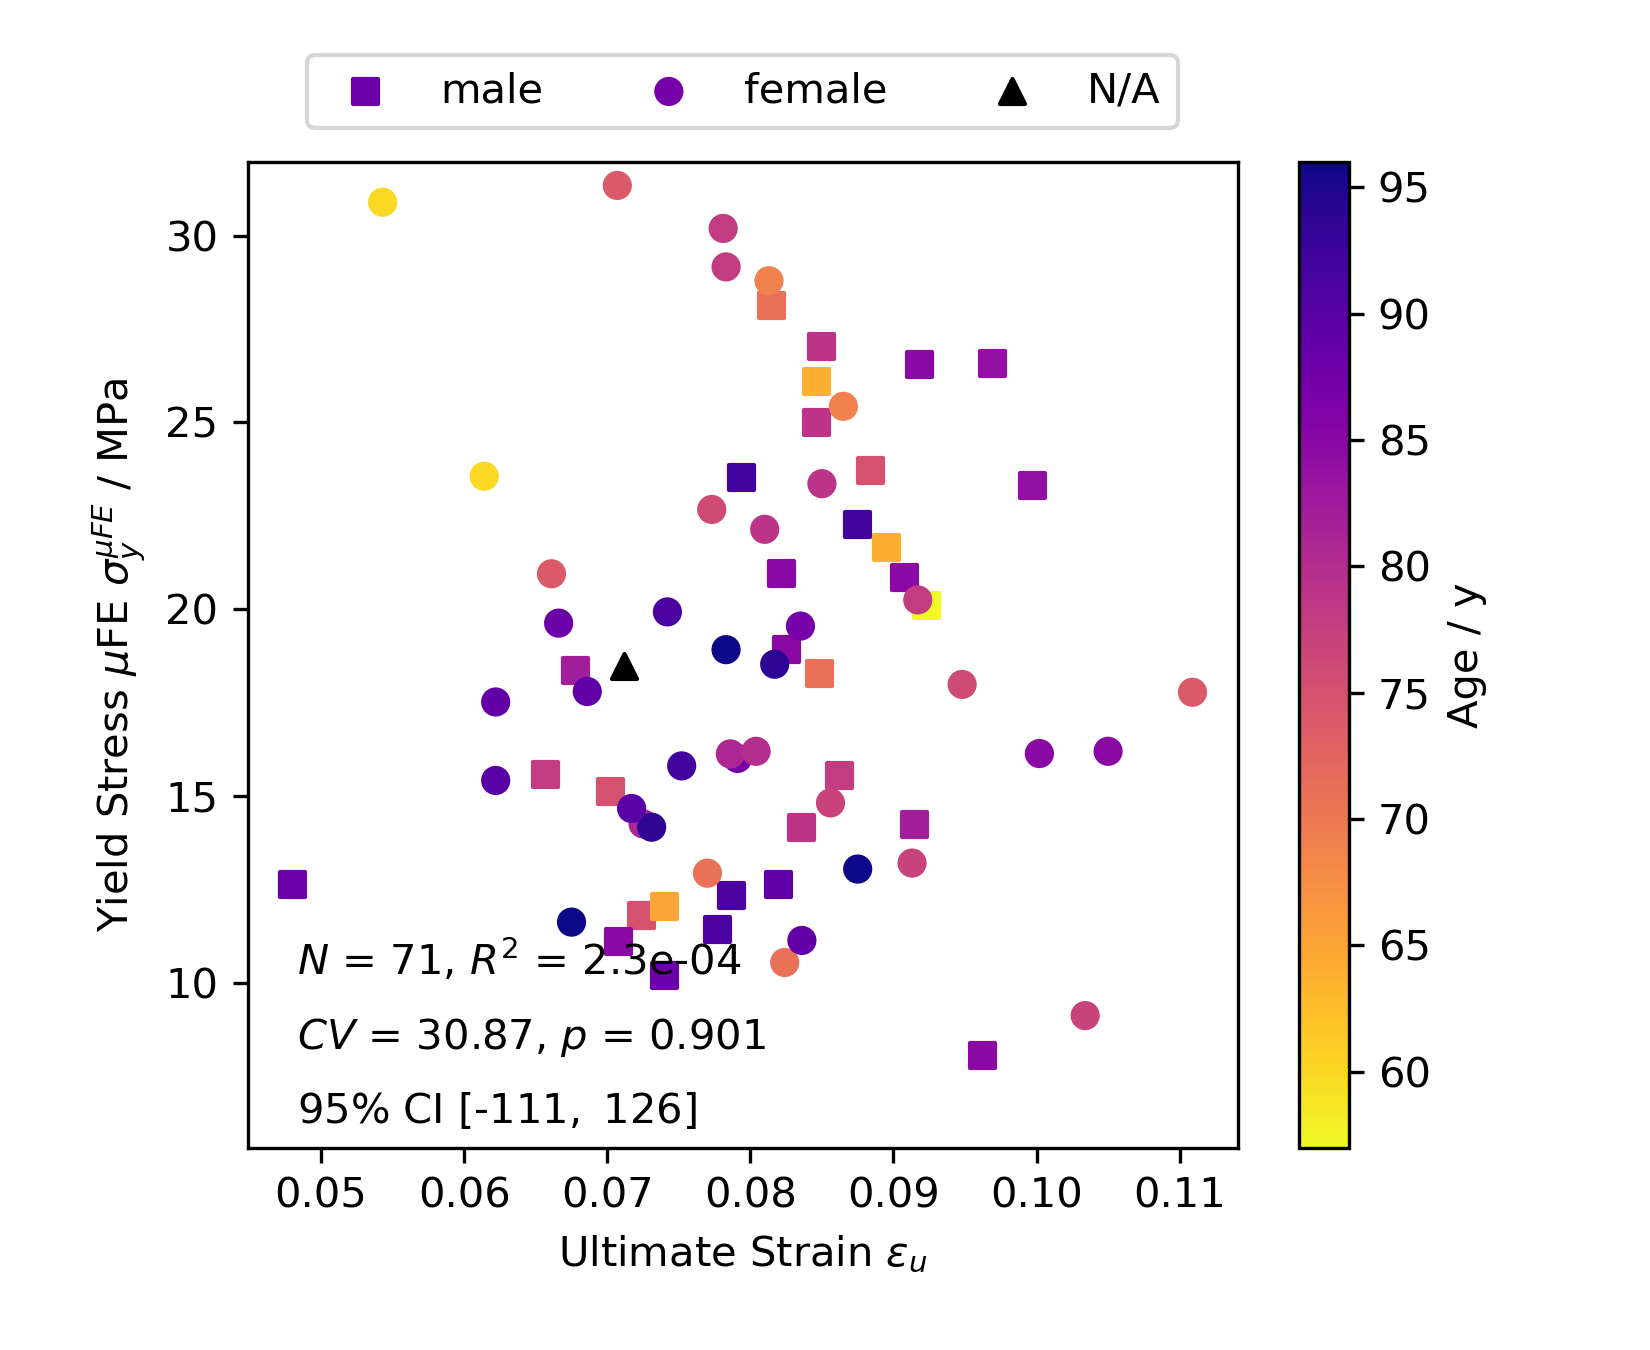 male female N/A
30
25
20
15
10
Yield Stress μFE σ_y^{μFE} / MPa
N = 71, R² = 2.3e-04
CV = 30.87, p = 0.901
95% CI [-111, 126]
0.05 0.06 0.07 0.08 0.09 0.10 0.11
Ultimate Strain ε_u
95
90
85
80
75
70
65
60
Age / y